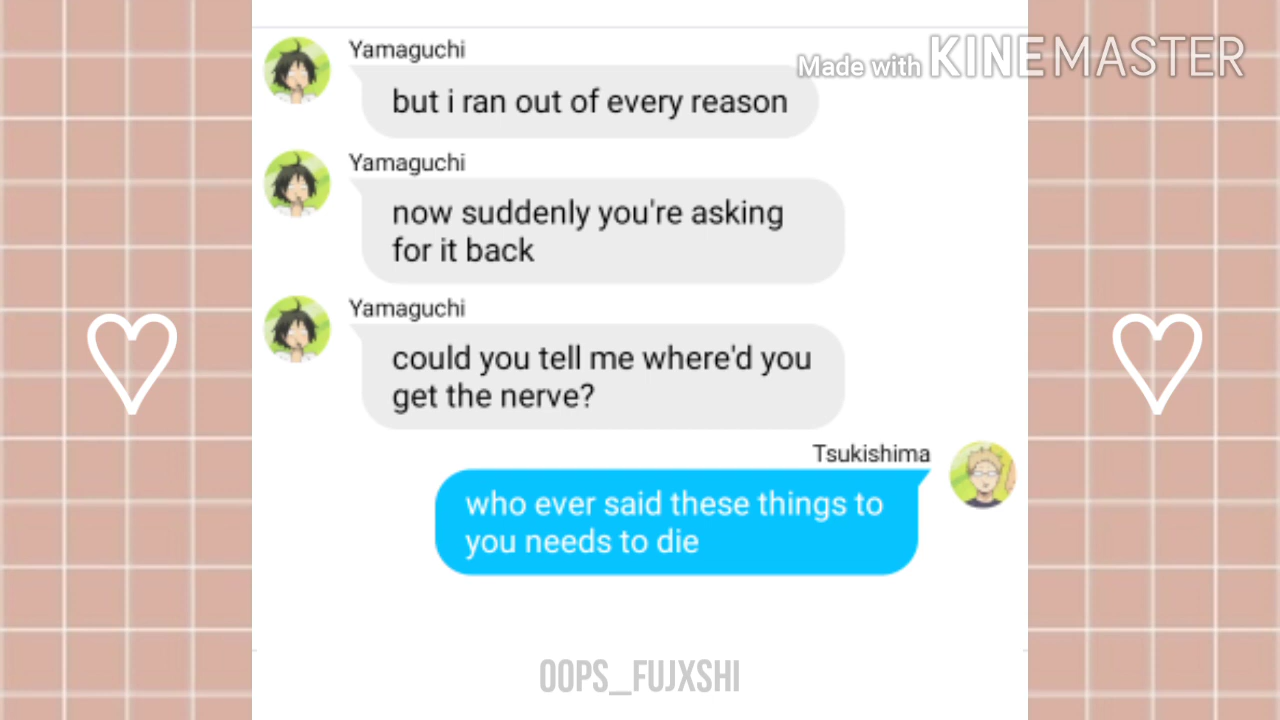 Yamaguchi
Made with KINEMASTER
but i ran out of every reason
Yamaguchi
now suddenly you're asking
for it back
Yamaguchi
could you tell me where'd you
get the nerve?
Tsukishima
who ever said these things to
you needs to die
OOPS_FUJXSHI